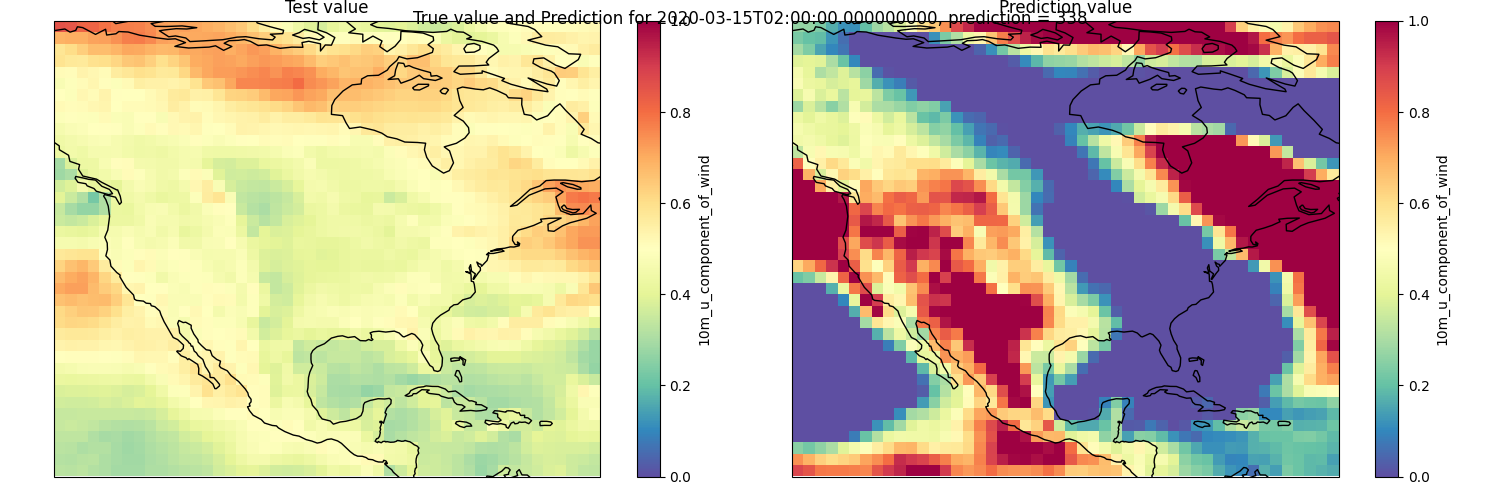 True value and Prediction for 2020-03-15T02:00:00.000000000, prediction = 338
Test value
1.0
0.8
0.6
0.4
0.2
0.0
10m_u_component_of_wind
Prediction value
1.0
0.8
0.6
0.4
0.2
0.0
10m_u_component_of_wind